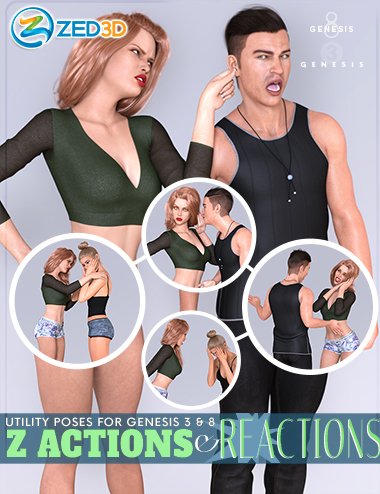 ZED3D
8
GENESIS
3
GENESIS
UTILITY POSES FOR GENESIS 3 & 8
Z ACTIONS & REACTIONS